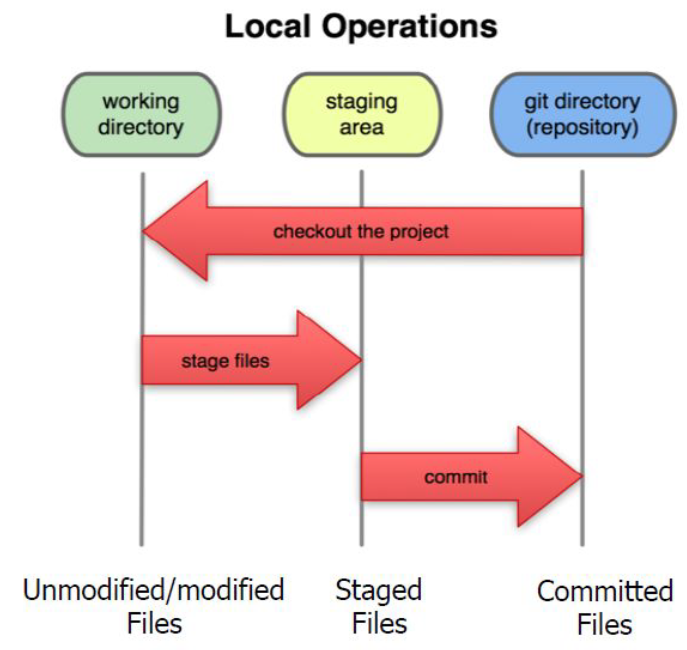 Local Operations
working
directory
staging
area
git directory
(repository)
checkout the project
stage files
commit
Unmodified/modified
Files
Staged
Files
Committed
Files